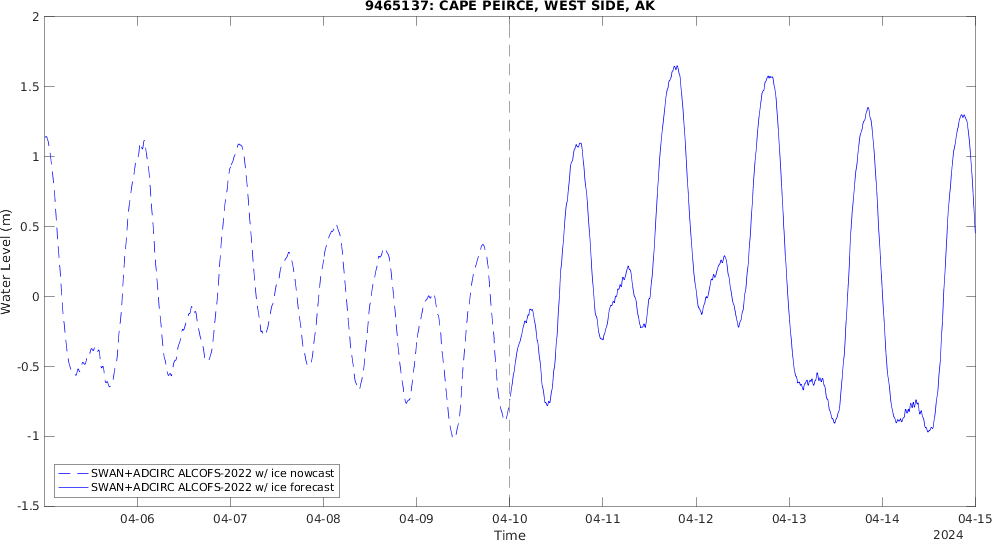 9465137: CAPE PEIRCE, WEST SIDE, AK
2
1.5
1
0.5
0
-0.5
-1
-1.5
Water Level (m)
SWAN+ADCIRC ALCOFS-2022 w/ ice nowcast
SWAN+ADCIRC ALCOFS-2022 w/ ice forecast
04-06 04-07 04-08 04-09 04-10 04-11 04-12 04-13 04-14 04-15
Time
2024